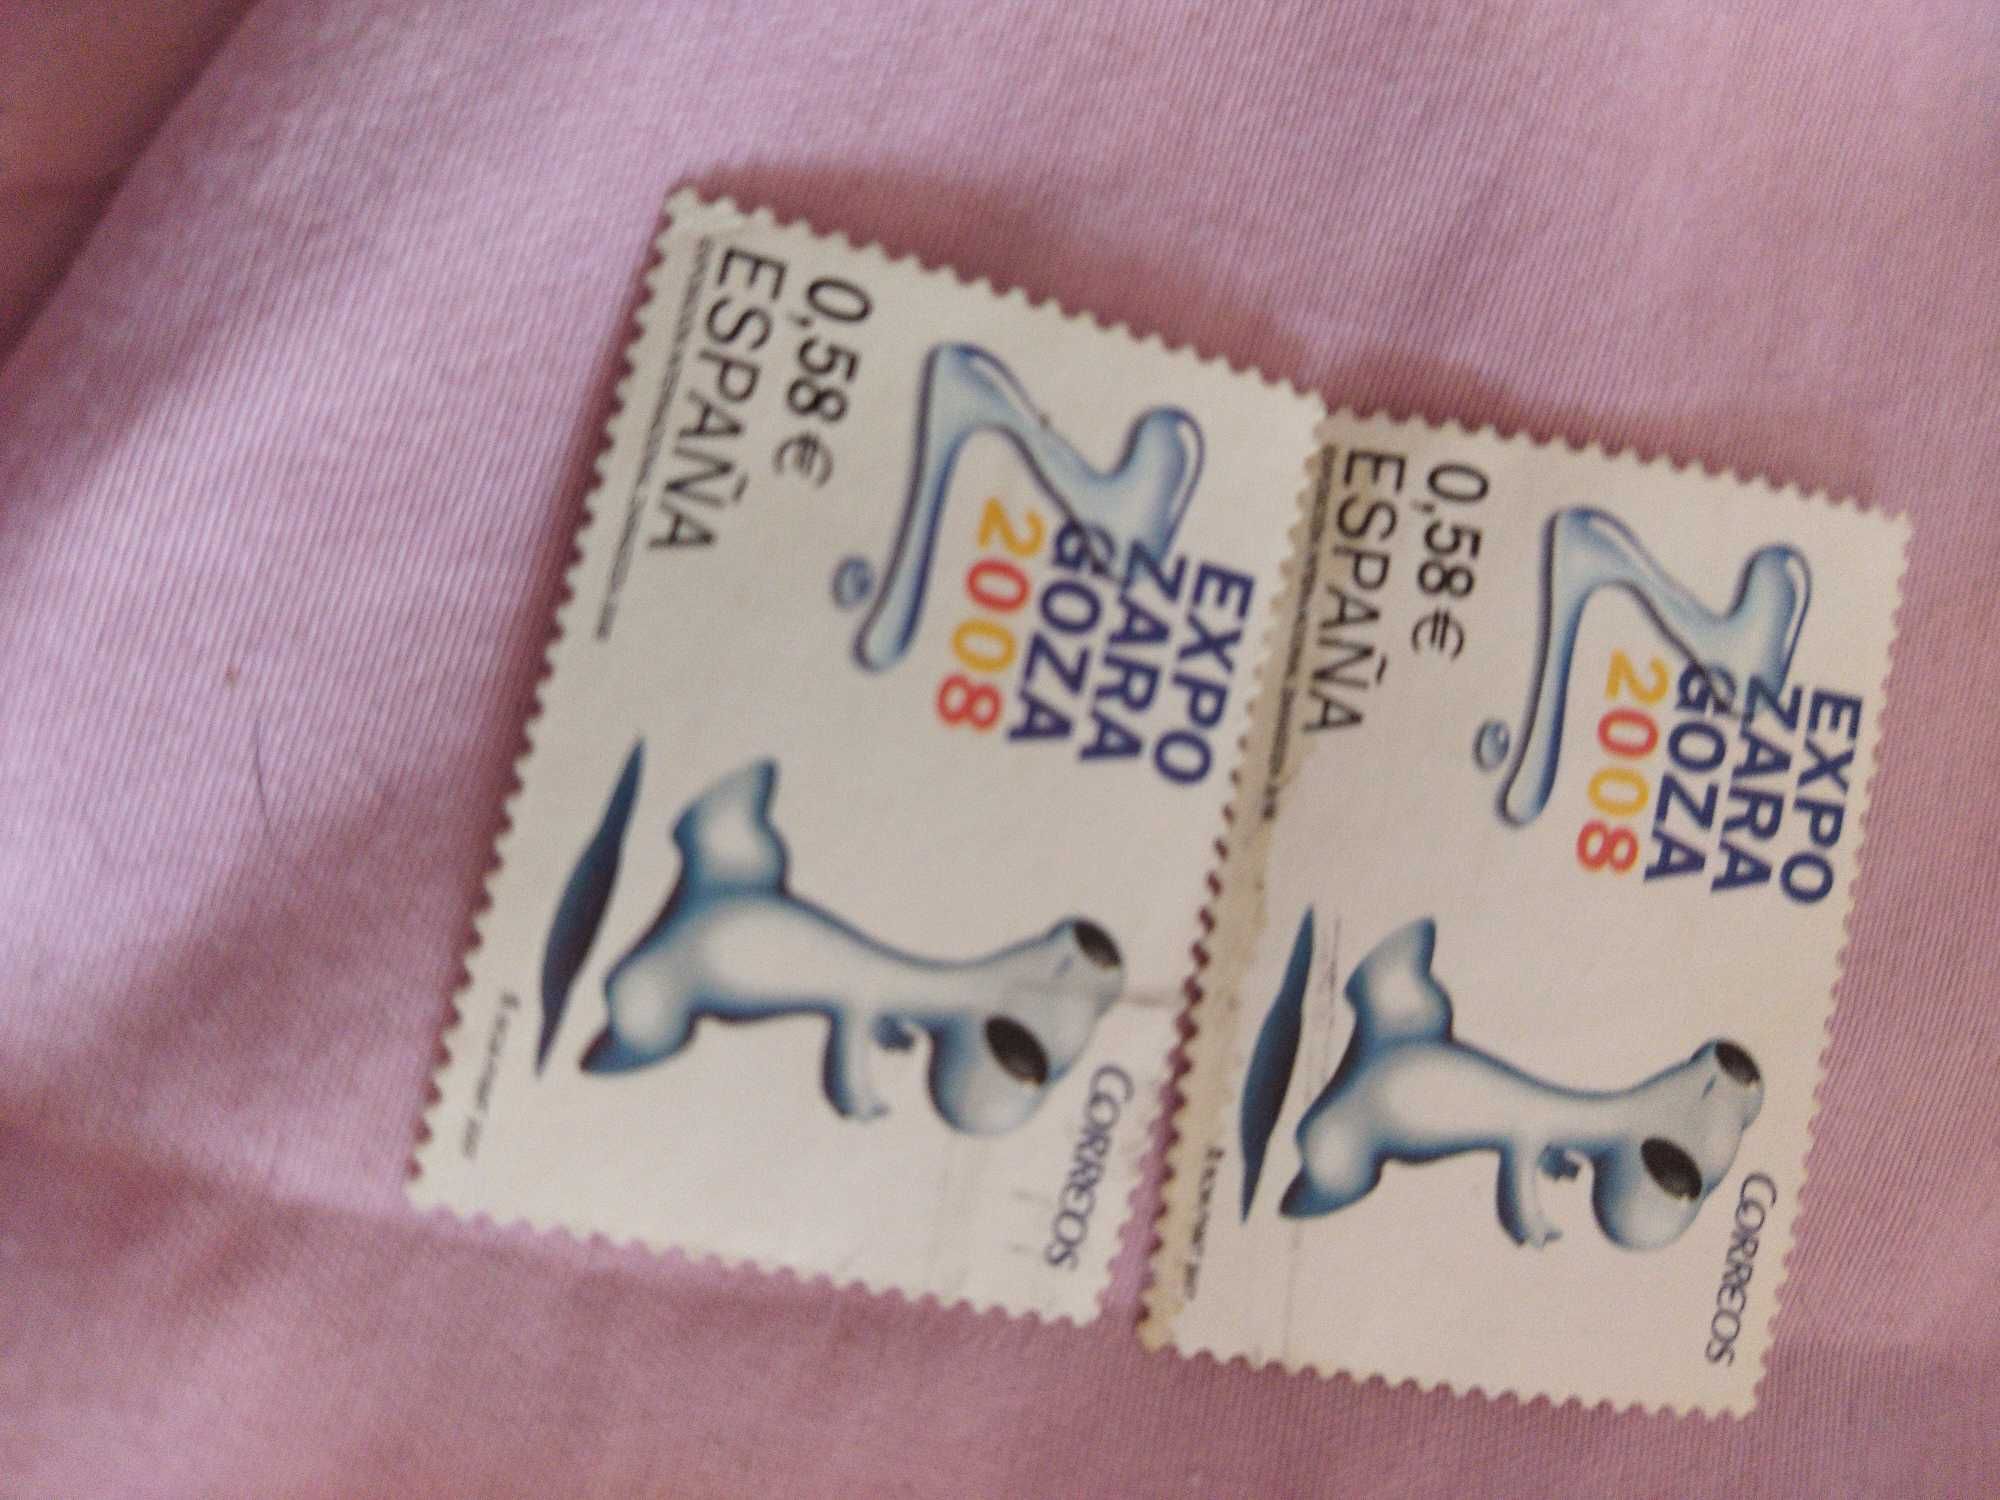 EXPO
ZARA
GOZA
2008
0,58€
ESPAÑA
CORREOS
EXPO
ZARA
GOZA
2008
0,58€
ESPAÑA
CORREOS